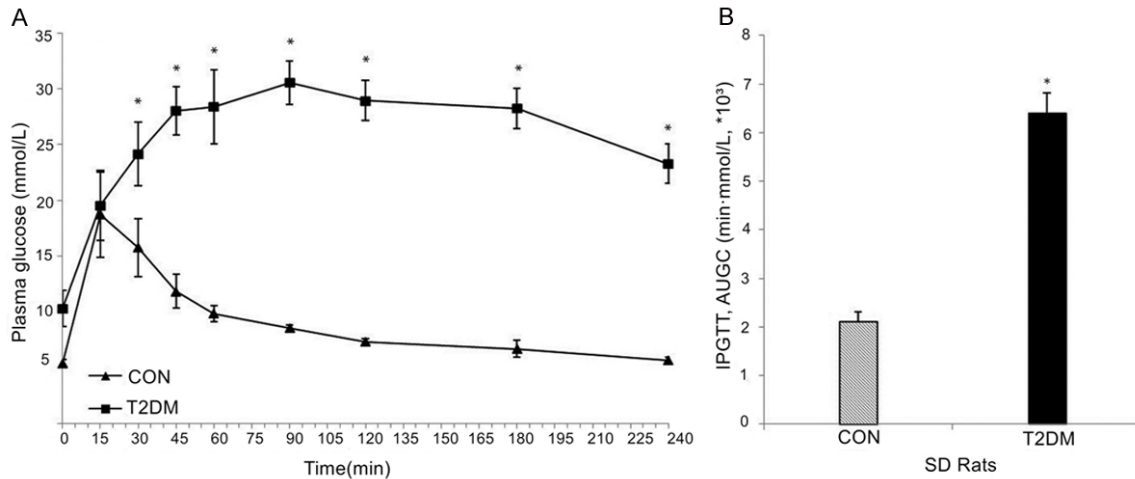 A
35
30
25
20
15
10
5
Plasma glucose (mmol/L)
* * * * * * *
CON
T2DM
0 15 30 45 60 75 90 105 120 135 145 165 180 195 210 225 240
Time(min)
B
8
7
6
5
4
3
2
1
0
IPGTT, AUGC (min·mmol/L, *10³)
*
CON T2DM
SD Rats